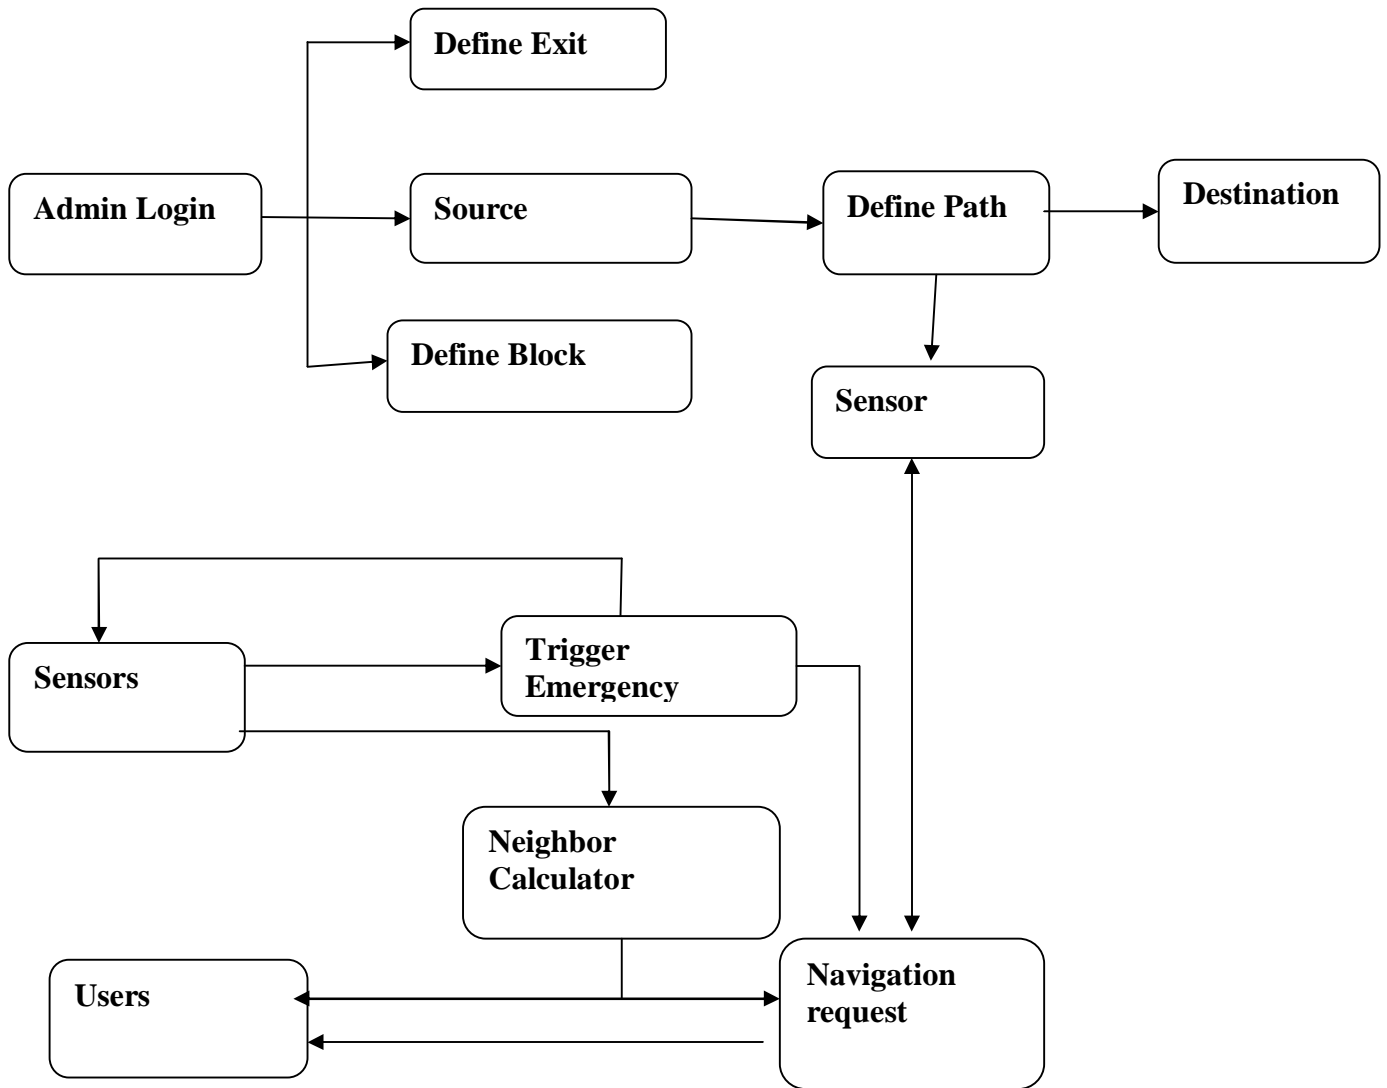 Define Exit
Admin Login
Source
Define Path
Destination
Define Block
Sensor
Sensors
Trigger
Emergency
Neighbor
Calculator
Users
Navigation
request